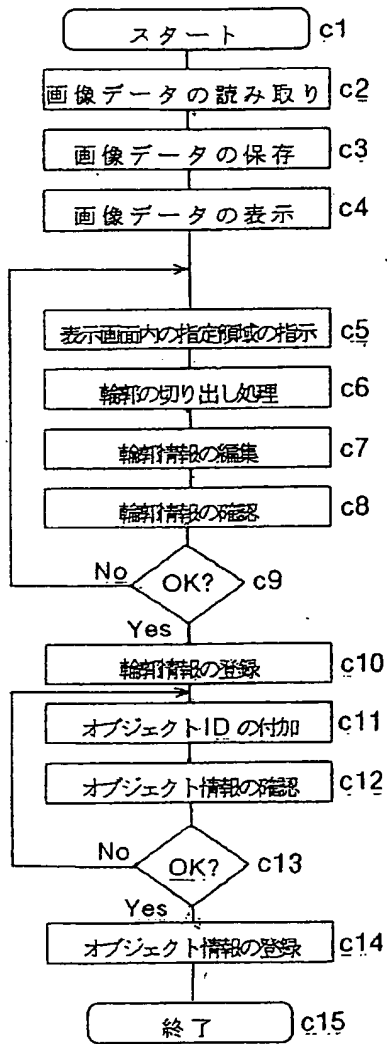 スタート c1
画像データの読み取り c2
画像データの保存 c3
画像データの表示 c4
表示画面内の指定領域の指示 c5
輪郭の切り出し処理 c6
輪郭情報の編集 c7
輪郭情報の確認 c8
No OK? c9
Yes
輪郭情報の登録 c10
オブジェクトIDの付加 c11
オブジェクト情報の確認 c12
No OK? c13
Yes
オブジェクト情報の登録 c14
終了 c15